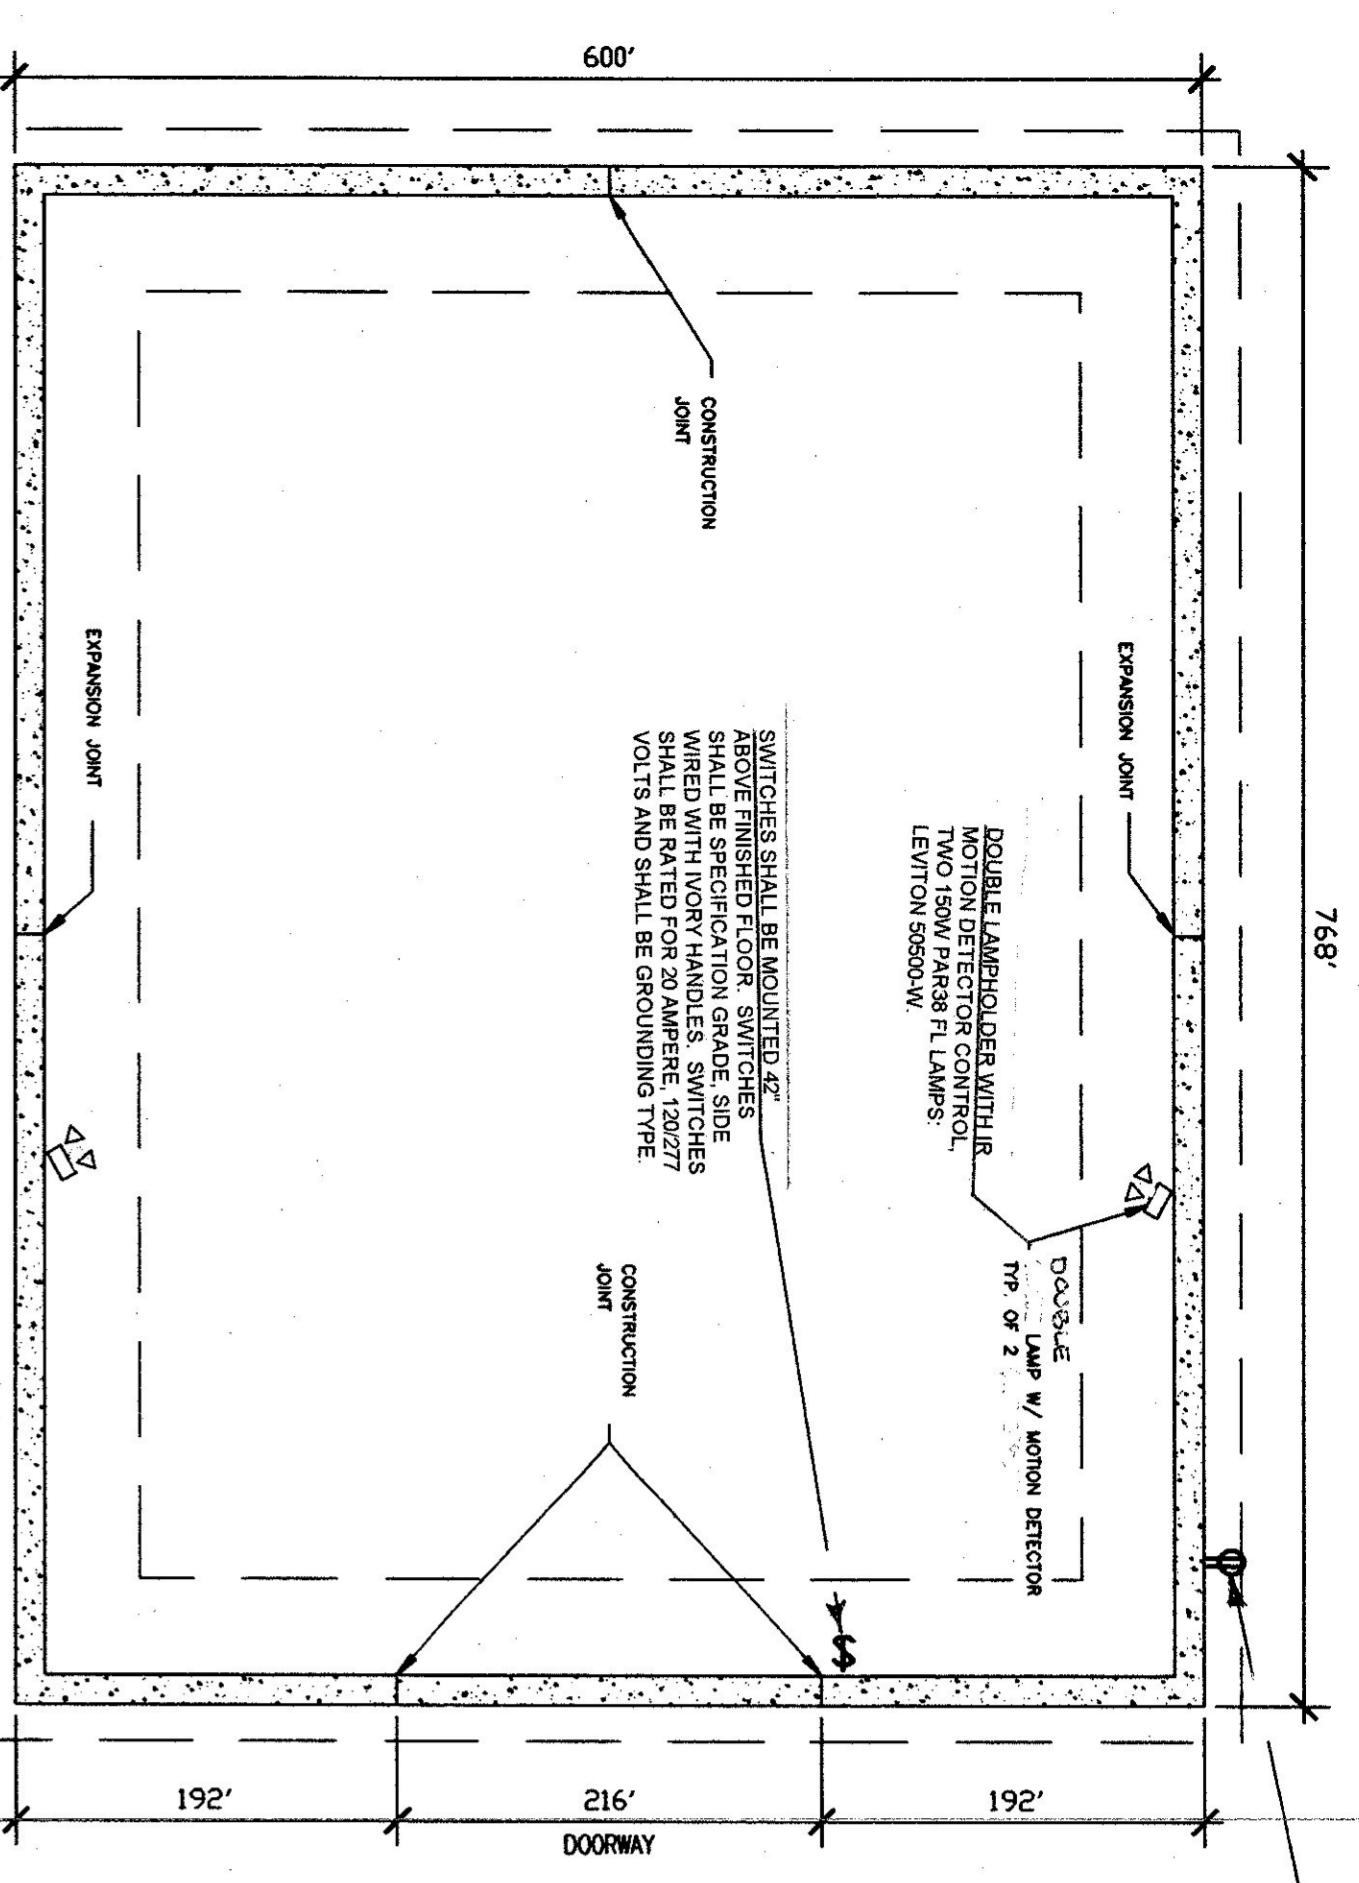 600'
768'
CONSTRUCTION
JOINT
EXPANSION JOINT
EXPANSION JOINT
DOUBLE LAMPHOLDER WITH IR
MOTION DETECTOR CONTROL,
TWO 150W PAR38 FL LAMPS;
LEVITON 50500-W.
SWITCHES SHALL BE MOUNTED 42"
ABOVE FINISHED FLOOR. SWITCHES
SHALL BE SPECIFICATION GRADE, SIDE
WIRED WITH IVORY HANDLES. SWITCHES
SHALL BE RATED FOR 20 AMPERE, 120/277
VOLTS AND SHALL BE GROUNDING TYPE.
DOUBLE
LAMP W/ MOTION DETECTOR
TYP. OF 2
CONSTRUCTION
JOINT
$
192'
216'
192'
DOORWAY